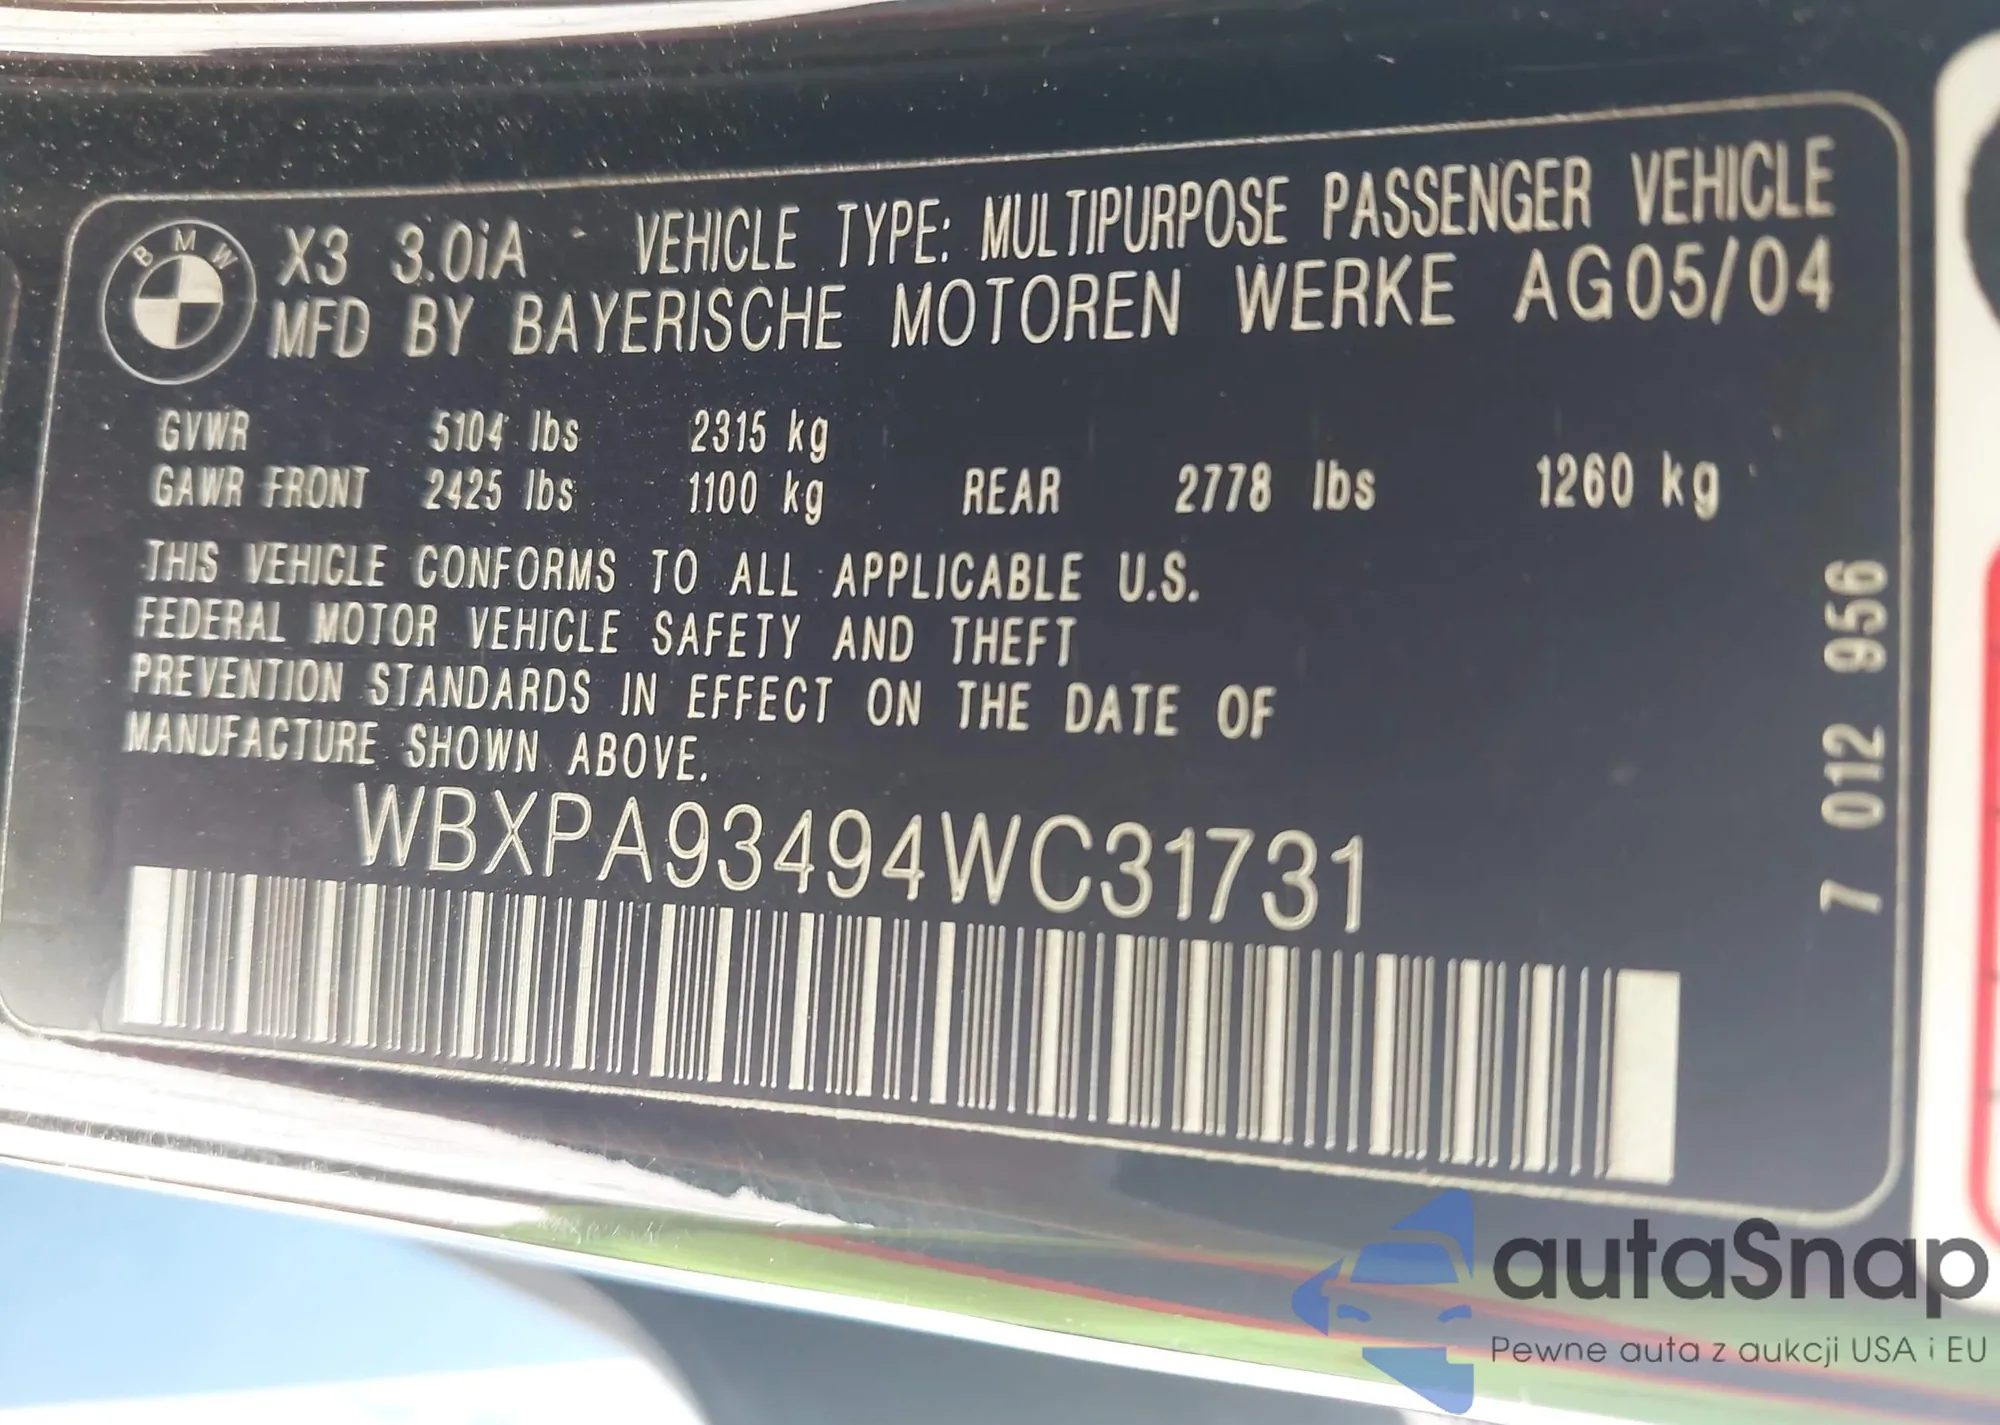 BMW
X3 3.0iA VEHICLE TYPE: MULTIPURPOSE PASSENGER VEHICLE
MFD BY BAYERISCHE MOTOREN WERKE AG05/04
GVWR 5104 lbs 2315 kg
GAWR FRONT 2425 lbs 1100 kg REAR 2778 lbs 1260 kg
THIS VEHICLE CONFORMS TO ALL APPLICABLE U.S.
FEDERAL MOTOR VEHICLE SAFETY AND THEFT
PREVENTION STANDARDS IN EFFECT ON THE DATE OF
MANUFACTURE SHOWN ABOVE.
WBXPA93494WC31731
7 012 956
autaSnap
Pewne auta z aukcji USA i EU